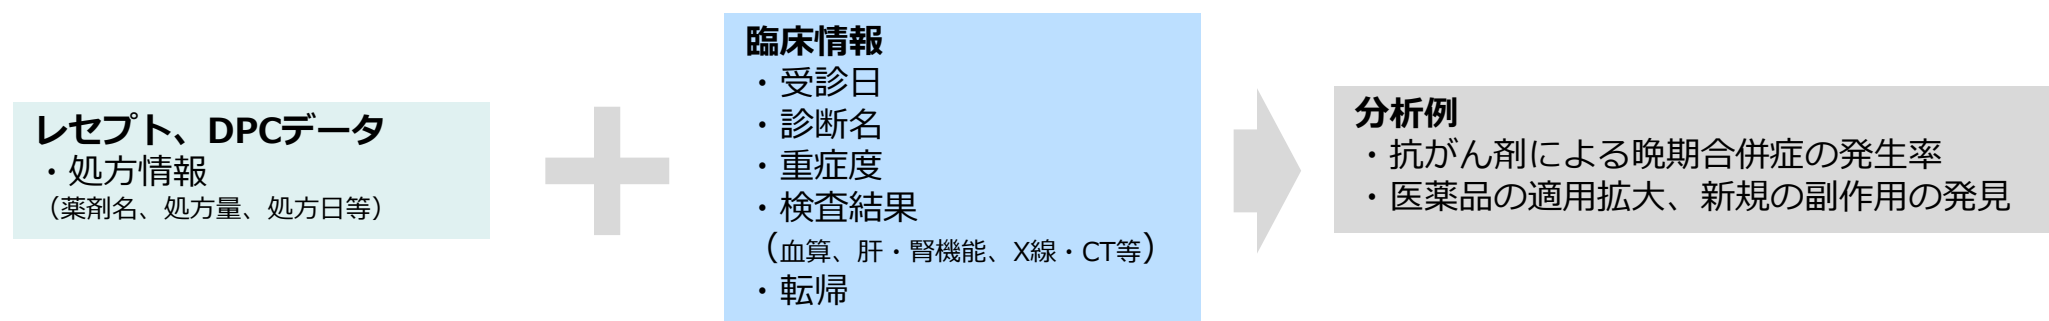 レセプト、DPCデータ
・処方情報
（薬剤名、処方量、処方日等）
臨床情報
・受診日
・診断名
・重症度
・検査結果
（血算、肝・腎機能、X線・CT等）
・転帰
分析例
・抗がん剤による晩期合併症の発生率
・医薬品の適用拡大、新規の副作用の発見